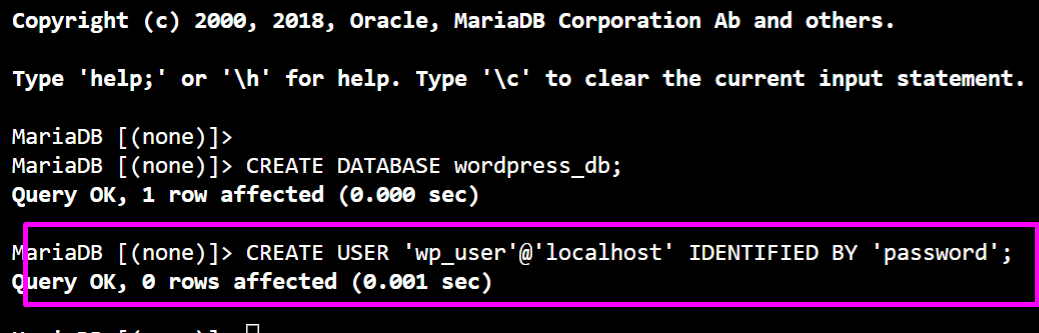 Copyright (c) 2000, 2018, Oracle, MariaDB Corporation Ab and others.
Type 'help;' or '\h' for help. Type '\c' to clear the current input statement.
MariaDB [(none)]>
MariaDB [(none)]> CREATE DATABASE wordpress_db;
Query OK, 1 row affected (0.000 sec)
MariaDB [(none)]> CREATE USER 'wp_user'@'localhost' IDENTIFIED BY 'password';
Query OK, 0 rows affected (0.001 sec)